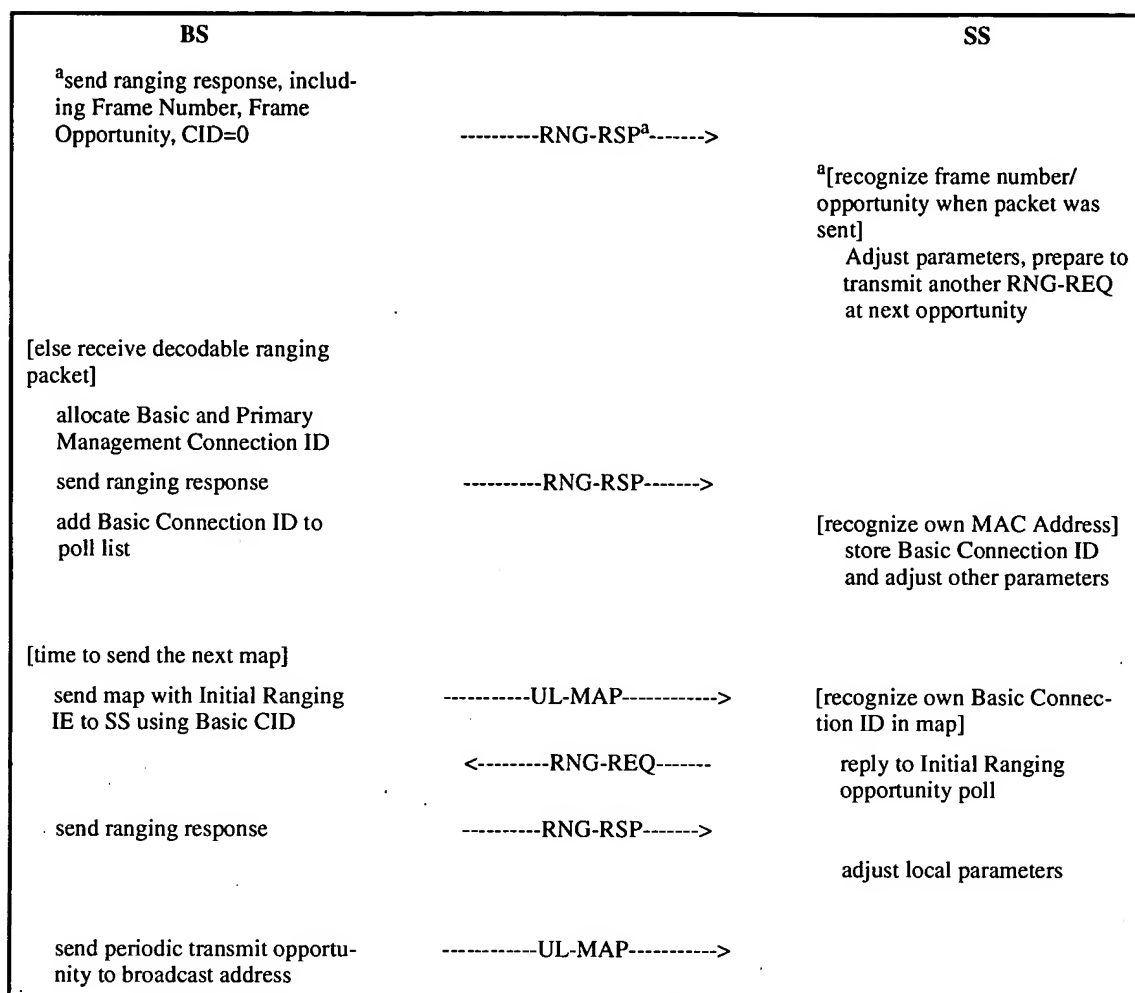 BS SS
ᵃsend ranging response, includ-
ing Frame Number, Frame
Opportunity, CID=0 ----------RNG-RSPᵃ------->
ᵃ[recognize frame number/
opportunity when packet was
sent]
Adjust parameters, prepare to
transmit another RNG-REQ
at next opportunity
[else receive decodable ranging
packet]
allocate Basic and Primary
Management Connection ID
send ranging response ----------RNG-RSP------->
add Basic Connection ID to
poll list
[recognize own MAC Address]
store Basic Connection ID
and adjust other parameters
[time to send the next map]
send map with Initial Ranging
IE to SS using Basic CID
-----------UL-MAP------------>
[recognize own Basic Connec-
tion ID in map]
<---------RNG-REQ-------
reply to Initial Ranging
opportunity poll
send ranging response ----------RNG-RSP------->
adjust local parameters
send periodic transmit opportu-
nity to broadcast address
------------UL-MAP----------->